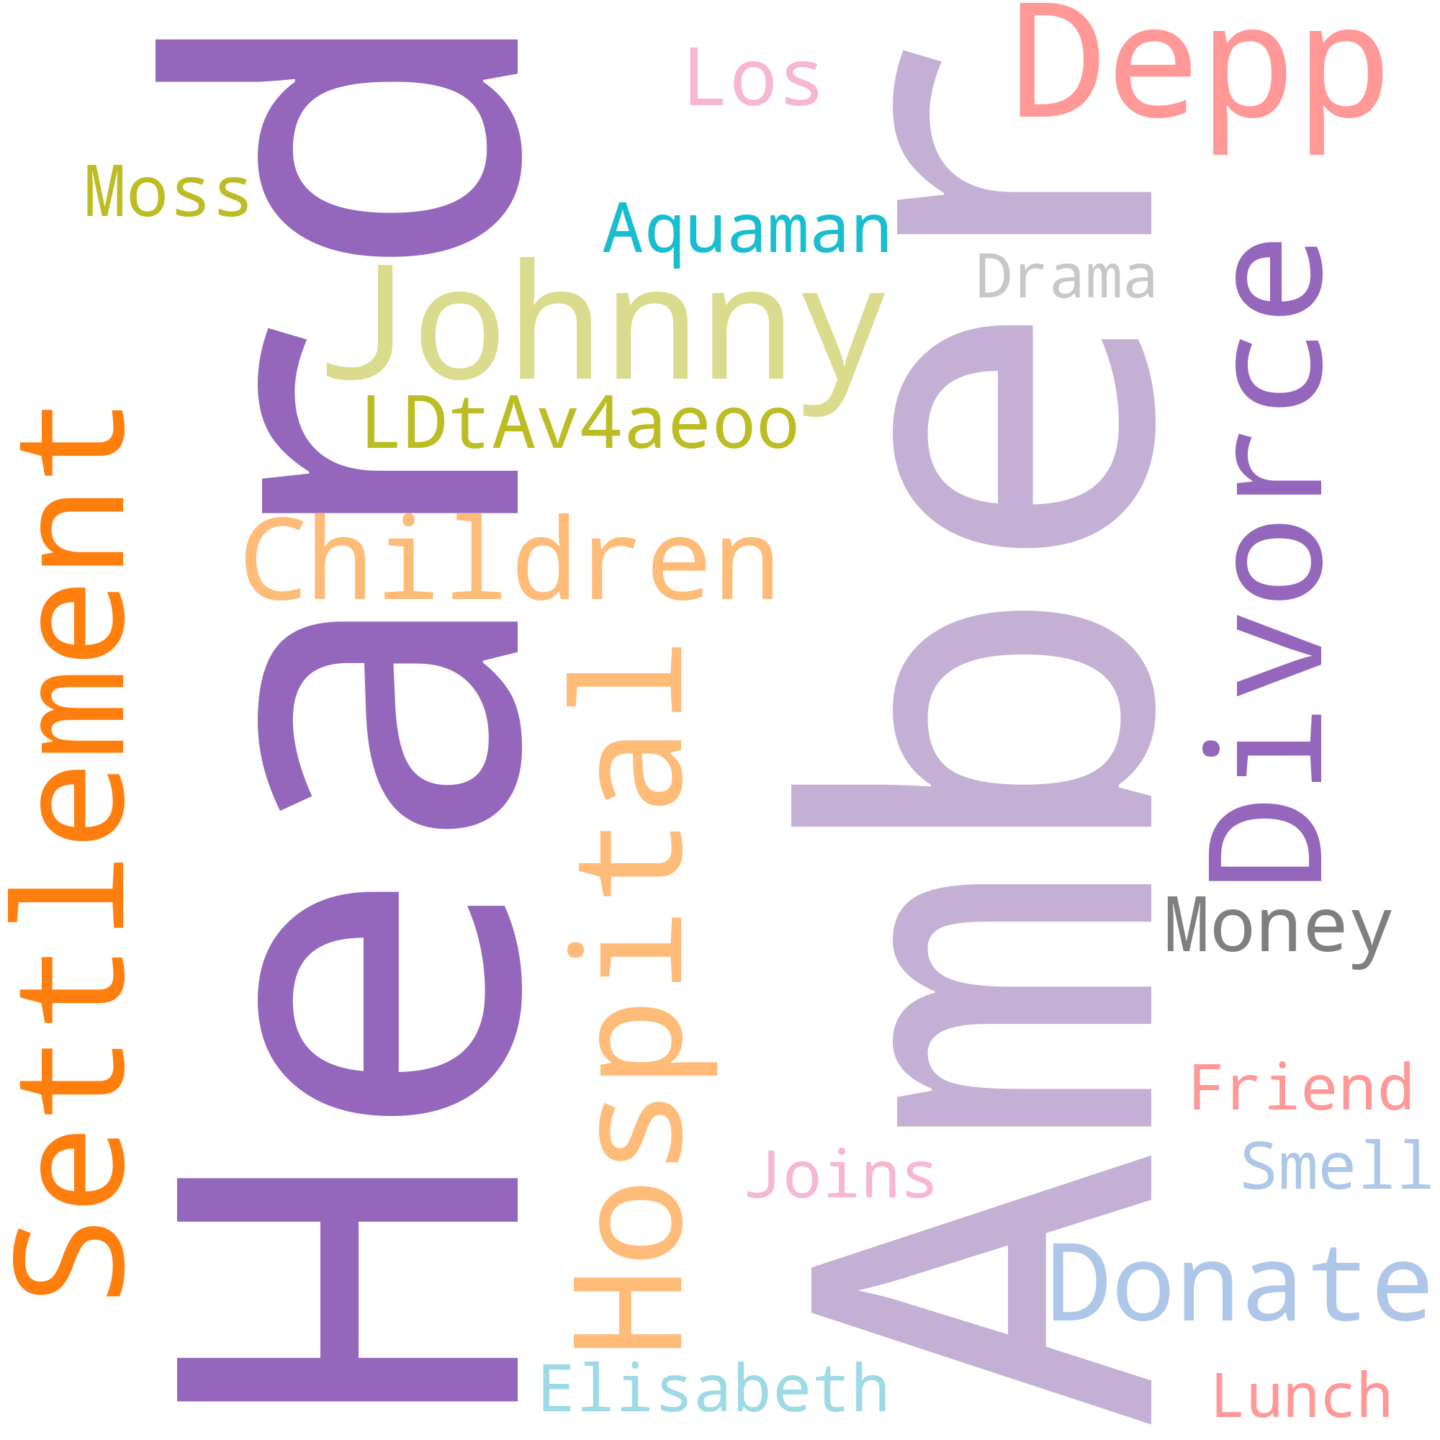 Depp
Los
Moss
Aquaman
Drama
Johnny
LDtAv4aeoo
Children
Settlement
Heard
Hospital
Amber
Divorce
Money
Friend
Smell
Joins
Donate
Elisabeth
Lunch